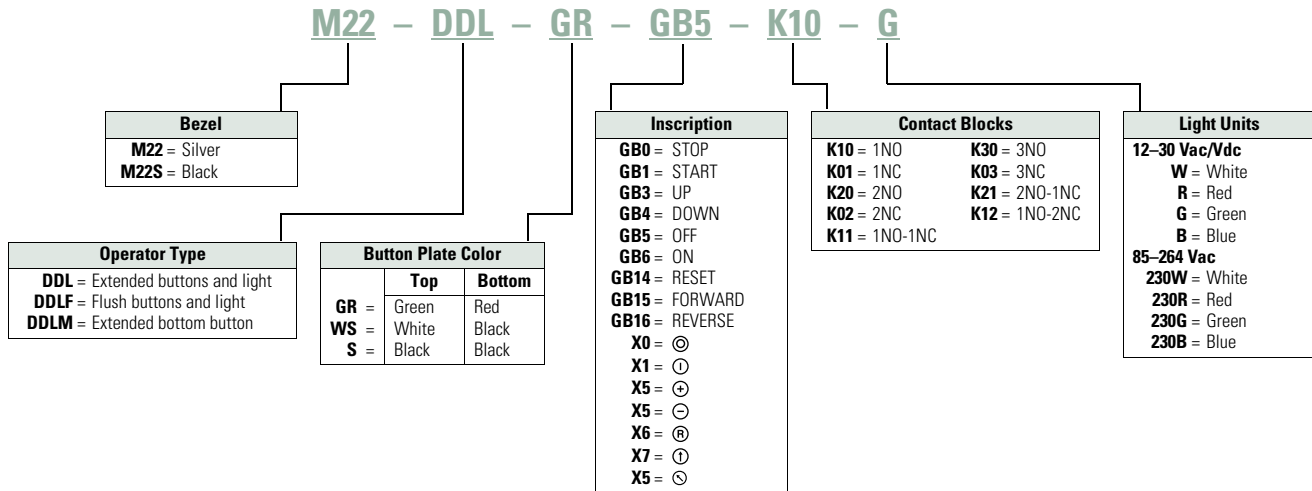 M22 – DDL – GR – GB5 – K10 – G
Bezel
M22 = Silver
M22S = Black
Operator Type
DDL = Extended buttons and light
DDLF = Flush buttons and light
DDLM = Extended bottom button
Button Plate Color
Top Bottom
GR = Green Red
WS = White Black
S = Black Black
Inscription
GB0 = STOP
GB1 = START
GB3 = UP
GB4 = DOWN
GB5 = OFF
GB6 = ON
GB14 = RESET
GB15 = FORWARD
GB16 = REVERSE
X0 = ⌾
X1 = ⏼
X5 = ⊕
X5 = ⊖
X6 = Ⓡ
X7 = ↑
X5 = ⍉
Contact Blocks
K10 = 1NO K30 = 3NO
K01 = 1NC K03 = 3NC
K20 = 2NO K21 = 2NO-1NC
K02 = 2NC K12 = 1NO-2NC
K11 = 1NO-1NC
Light Units
12–30 Vac/Vdc
W = White
R = Red
G = Green
B = Blue
85–264 Vac
230W = White
230R = Red
230G = Green
230B = Blue